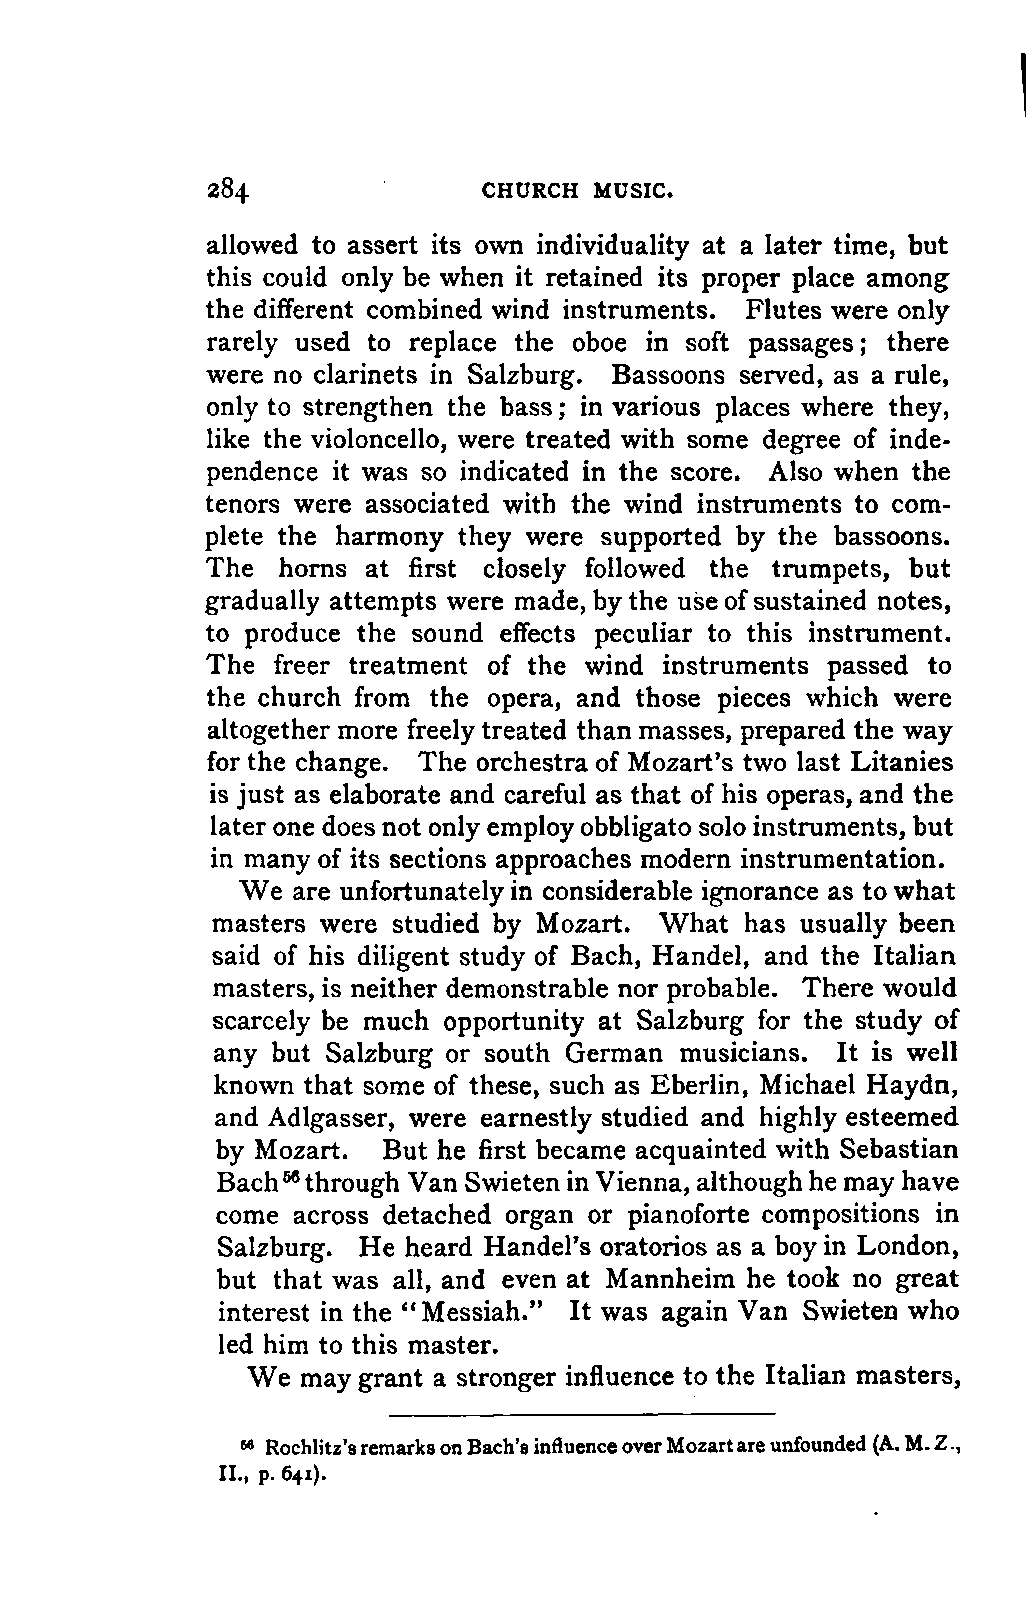 284 CHURCH MUSIC.
allowed to assert its own individuality at a later time, but
this could only be when it retained its proper place among
the different combined wind instruments. Flutes were only
rarely used to replace the oboe in soft passages; there
were no clarinets in Salzburg. Bassoons served, as a rule,
only to strengthen the bass; in various places where they,
like the violoncello, were treated with some degree of inde-
pendence it was so indicated in the score. Also when the
tenors were associated with the wind instruments to com-
plete the harmony they were supported by the bassoons.
The horns at first closely followed the trumpets, but
gradually attempts were made, by the use of sustained notes,
to produce the sound effects peculiar to this instrument.
The freer treatment of the wind instruments passed to
the church from the opera, and those pieces which were
altogether more freely treated than masses, prepared the way
for the change. The orchestra of Mozart's two last Litanies
is just as elaborate and careful as that of his operas, and the
later one does not only employ obbligato solo instruments, but
in many of its sections approaches modern instrumentation.
We are unfortunately in considerable ignorance as to what
masters were studied by Mozart. What has usually been
said of his diligent study of Bach, Handel, and the Italian
masters, is neither demonstrable nor probable. There would
scarcely be much opportunity at Salzburg for the study of
any but Salzburg or south German musicians. It is well
known that some of these, such as Eberlin, Michael Haydn,
and Adlgasser, were earnestly studied and highly esteemed
by Mozart. But he first became acquainted with Sebastian
Bach⁵⁶ through Van Swieten in Vienna, although he may have
come across detached organ or pianoforte compositions in
Salzburg. He heard Handel's oratorios as a boy in London,
but that was all, and even at Mannheim he took no great
interest in the "Messiah." It was again Van Swieten who
led him to this master.
We may grant a stronger influence to the Italian masters,
⁵⁶ Rochlitz's remarks on Bach's influence over Mozart are unfounded (A. M. Z.,
II., p. 641).